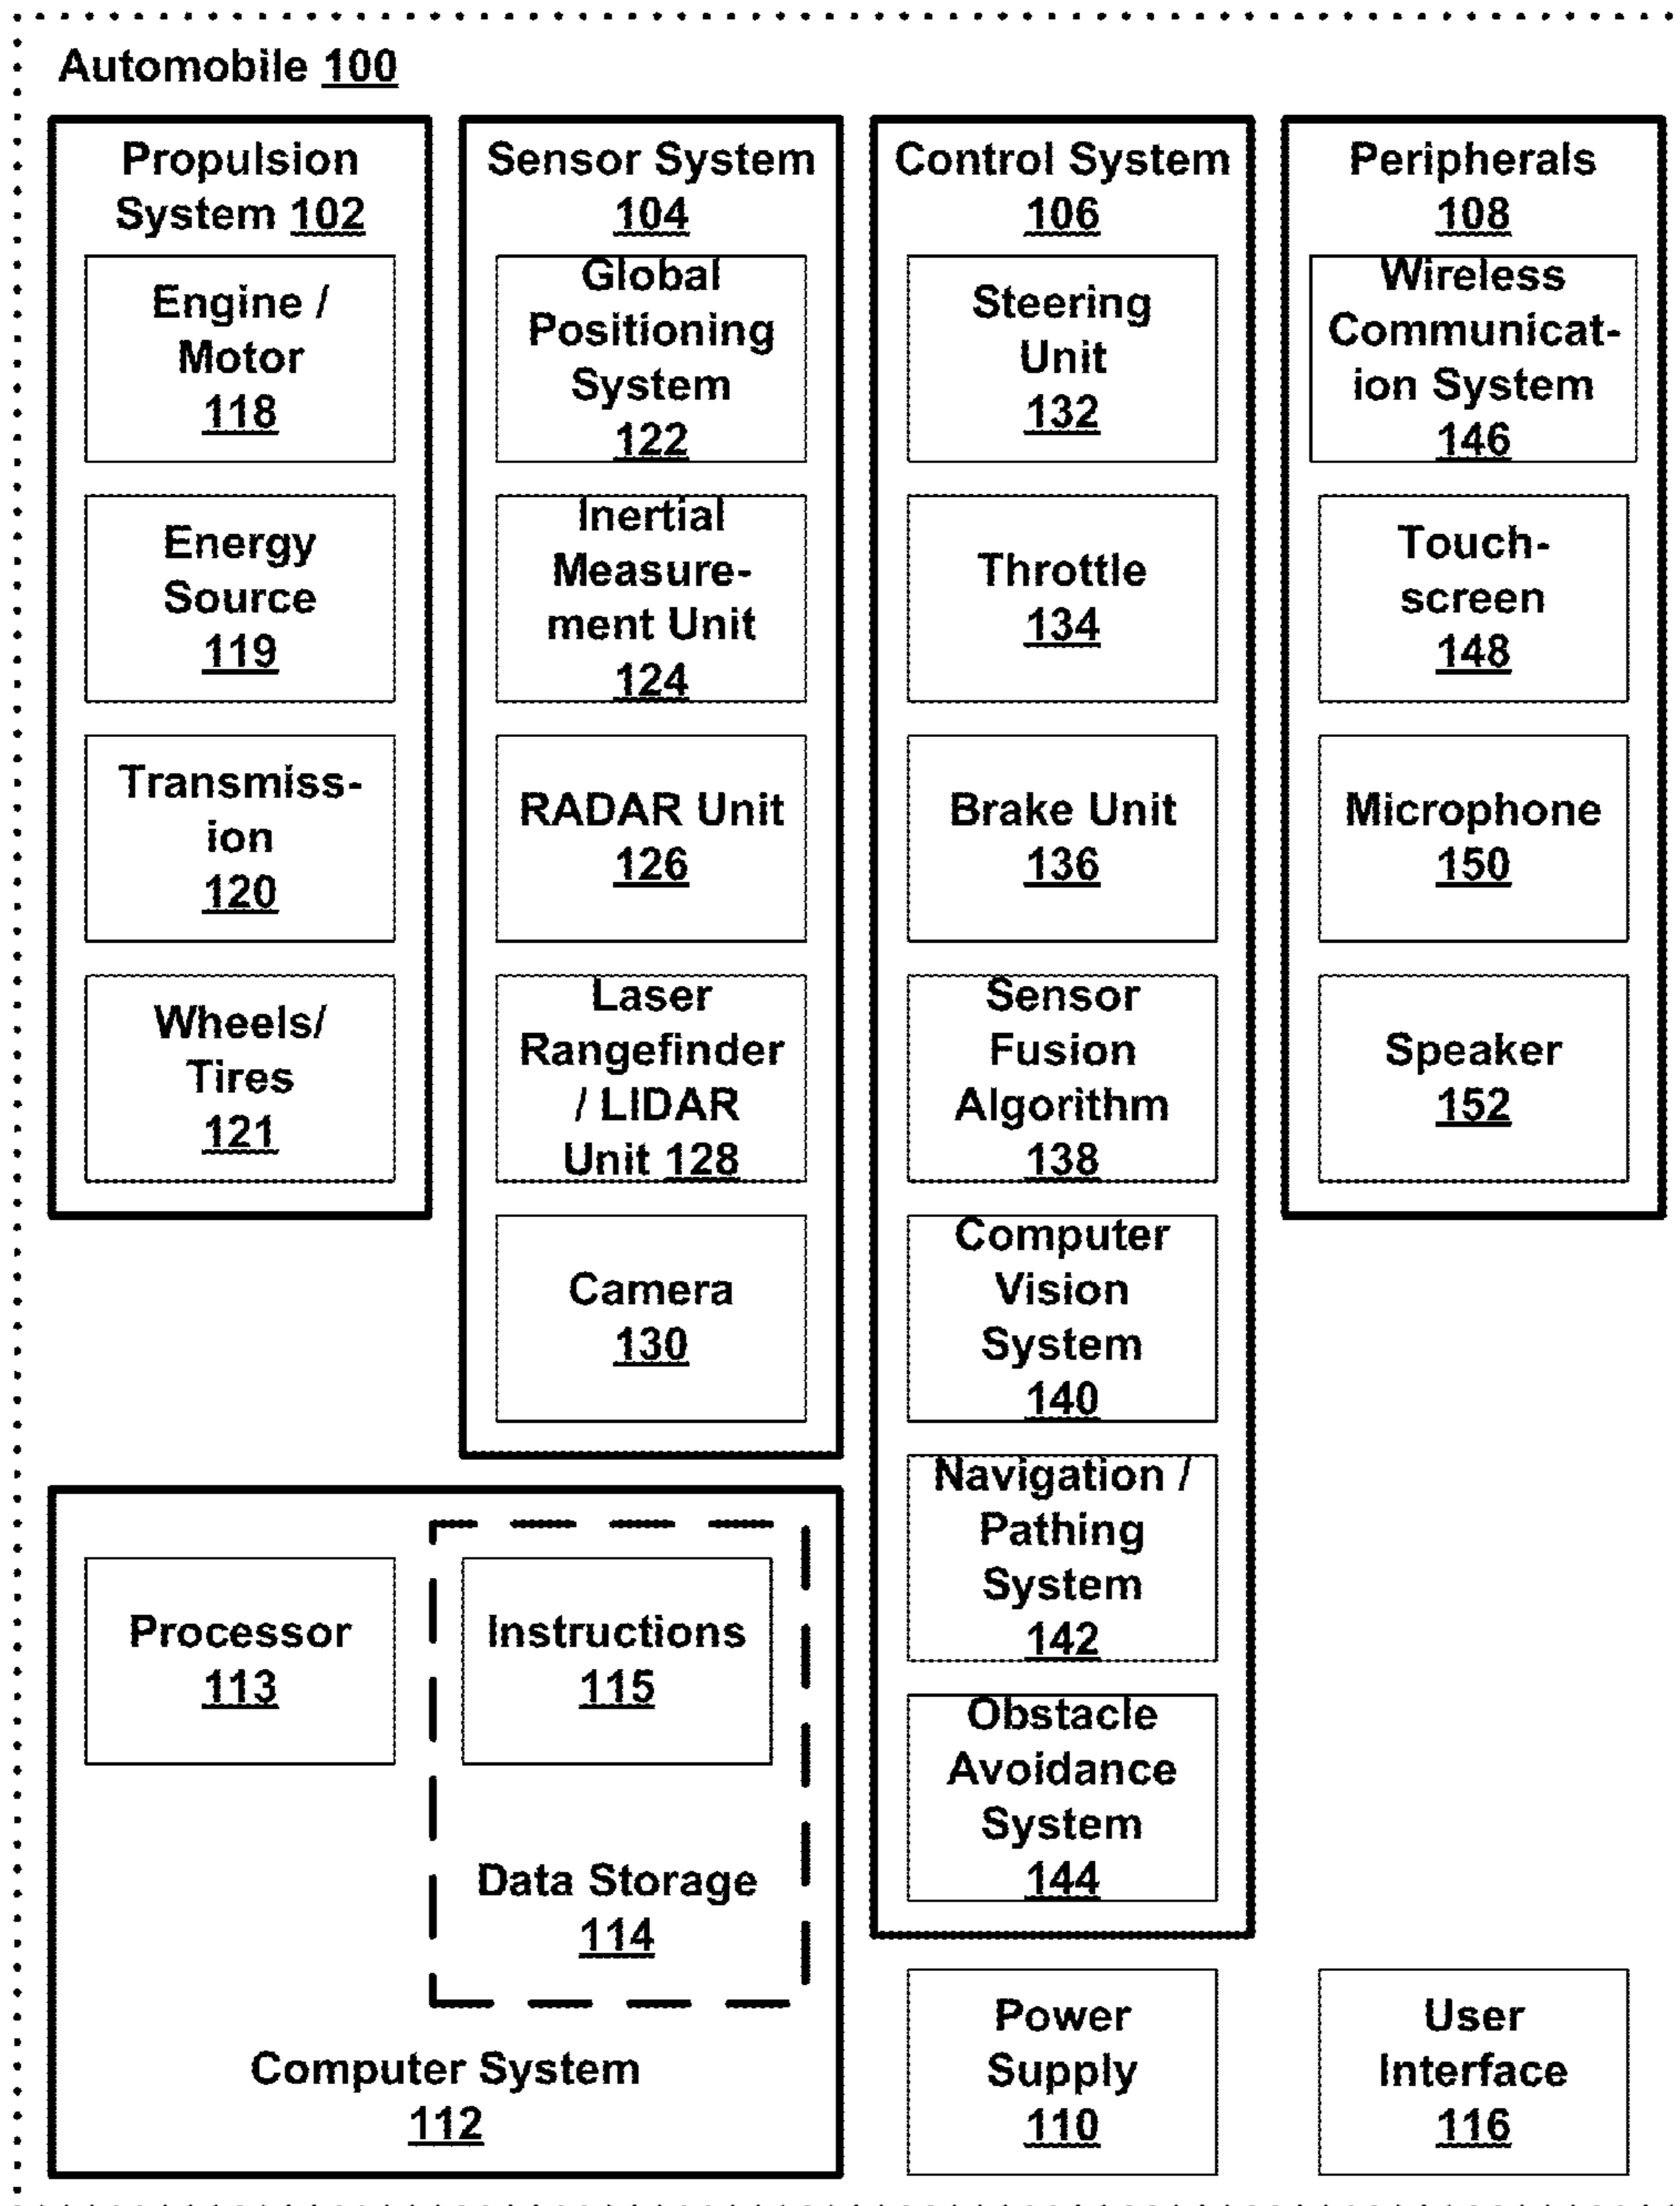 Automobile 100
Propulsion
System 102
Engine /
Motor
118
Energy
Source
119
Transmiss-
ion
120
Wheels/
Tires
121
Sensor System
104
Global
Positioning
System
122
Inertial
Measure-
ment Unit
124
RADAR Unit
126
Laser
Rangefinder
/ LIDAR
Unit 128
Camera
130
Control System
106
Steering
Unit
132
Throttle
134
Brake Unit
136
Sensor
Fusion
Algorithm
138
Computer
Vision
System
140
Navigation /
Pathing
System
142
Obstacle
Avoidance
System
144
Peripherals
108
Wireless
Communicat-
ion System
146
Touch-
screen
148
Microphone
150
Speaker
152
Processor
113
Instructions
115
Data Storage
114
Computer System
112
Power
Supply
110
User
Interface
116